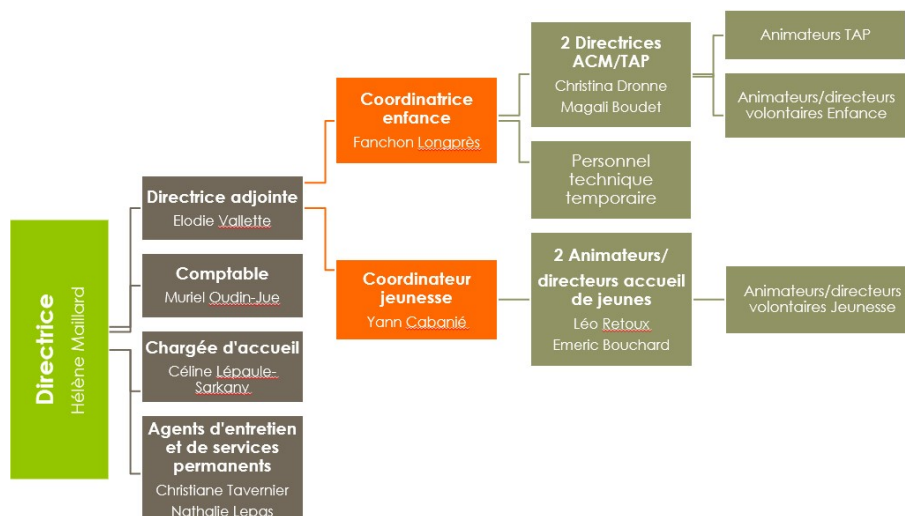 Directrice
Hélène Maillard
Directrice adjointe
Elodie Vallette
Comptable
Muriel Oudin-Jue
Chargée d'accueil
Céline Lépaule-
Sarkany
Agents d'entretien
et de services
permanents
Christiane Tavernier
Nathalie Lepas
Coordinatrice
enfance
Fanchon Longprès
Coordinateur
jeunesse
Yann Cabanié
2 Directrices
ACM/TAP
Christina Dronne
Magali Boudet
Personnel
technique
temporaire
2 Animateurs/
directeurs accueil
de jeunes
Léo Retoux
Emeric Bouchard
Animateurs TAP
Animateurs/directeurs
volontaires Enfance
Animateurs/directeurs
volontaires Jeunesse